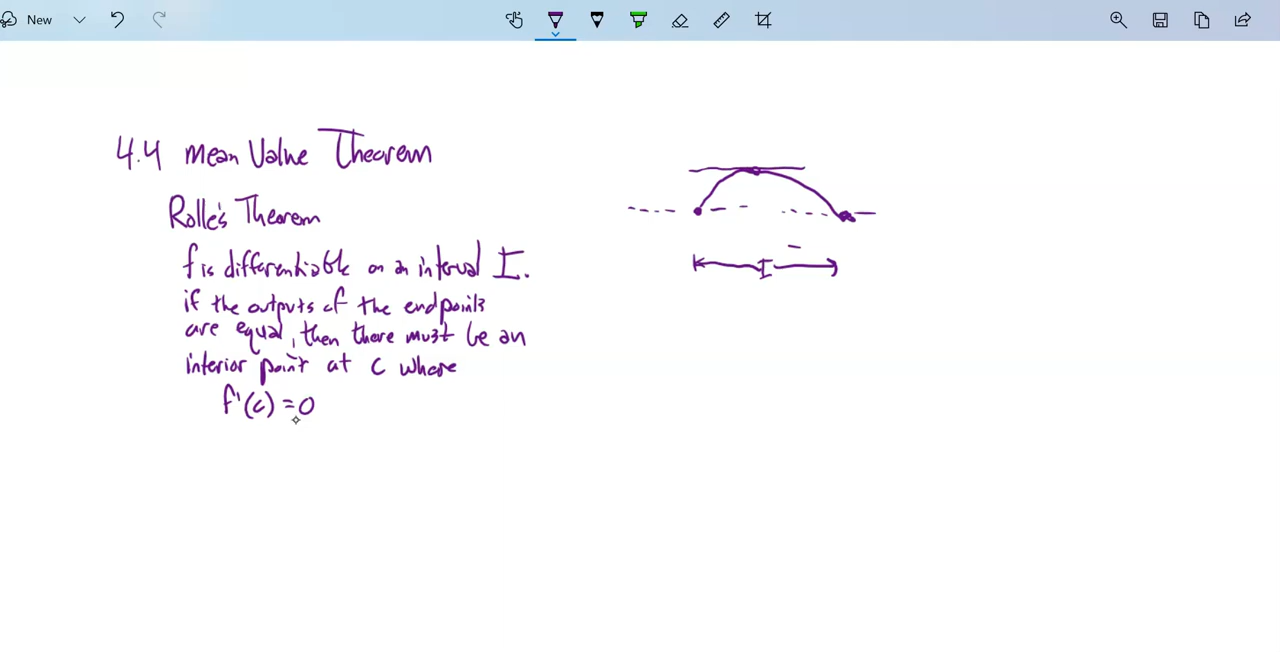 New
4.4 Mean Value Theorem
Rolle's Theorem
f is differentiable on an interval I.
if the outputs of the endpoints
are equal, then there must be an
interior point at c where
f'(c) = 0
I